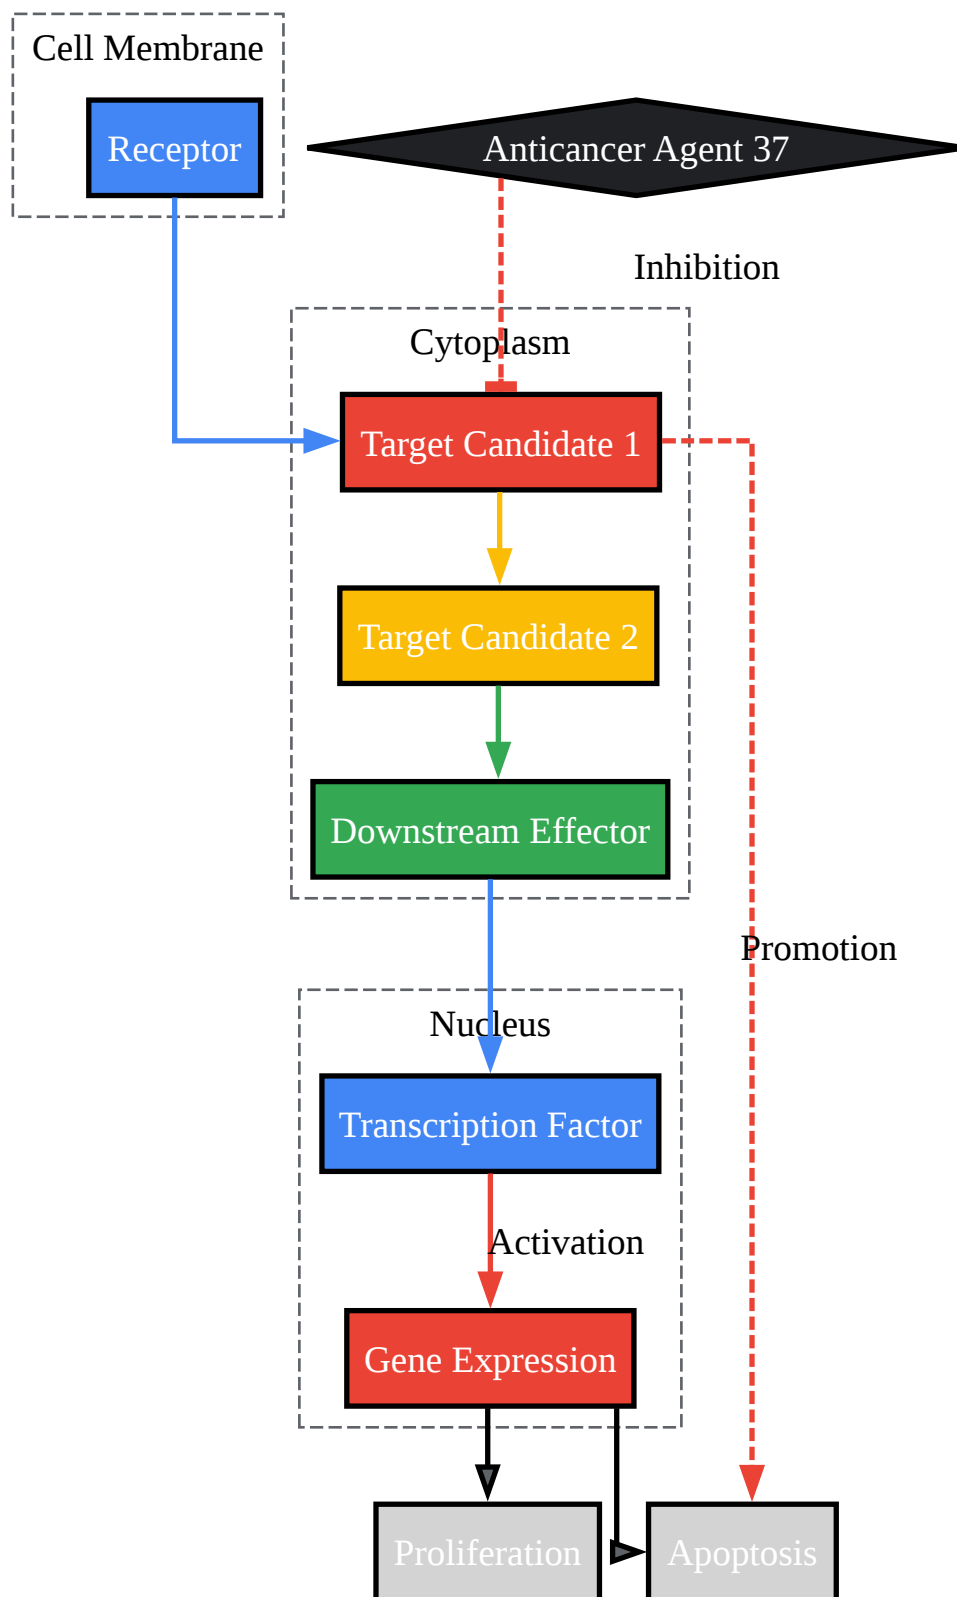 Cell Membrane
Receptor
Anticancer Agent 37
Inhibition
Cytoplasm
Target Candidate 1
Target Candidate 2
Downstream Effector
Promotion
Nucleus
Transcription Factor
Activation
Gene Expression
Proliferation
Apoptosis